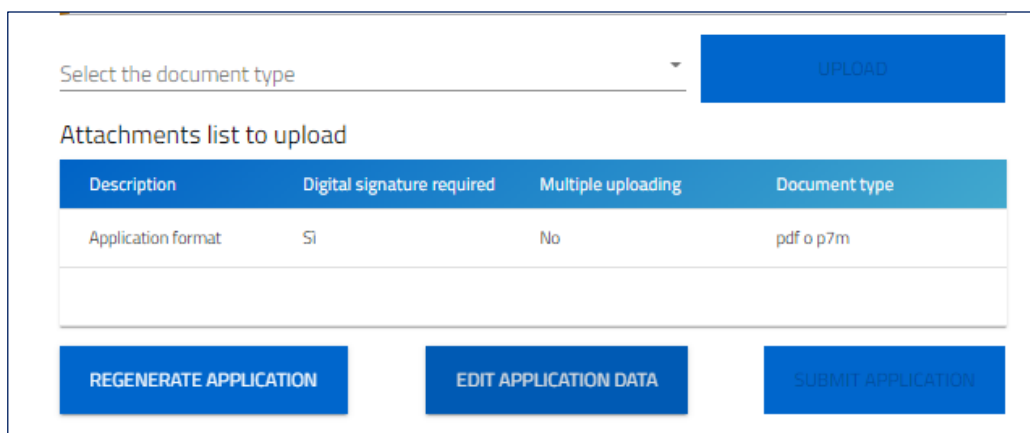 Select the document type
UPLOAD
Attachments list to upload
Description Digital signature required Multiple uploading Document type
Application format Sì No pdf o p7m
REGENERATE APPLICATION EDIT APPLICATION DATA SUBMIT APPLICATION